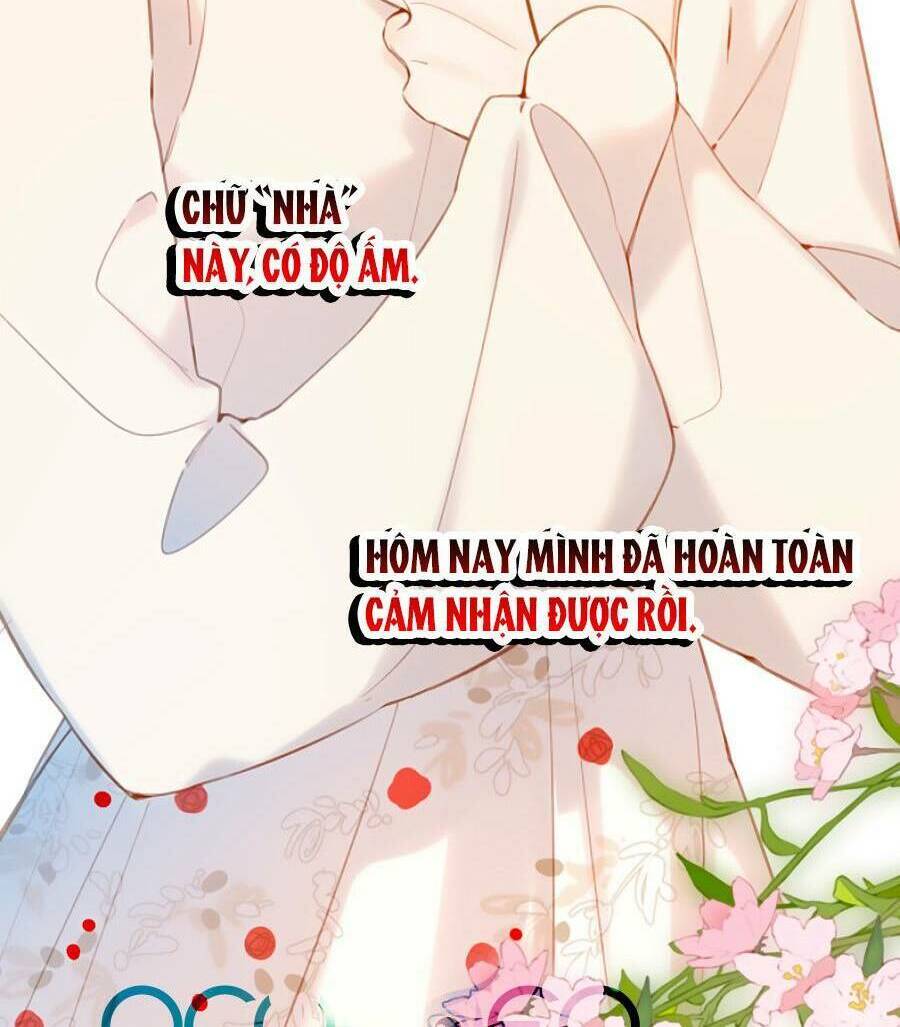 CHỮ “NHÀ”
NÀY, CÓ ĐỘ ẤM.
HÔM NAY MÌNH ĐÃ HOÀN TOÀN
CẢM NHẬN ĐƯỢC RỒI.